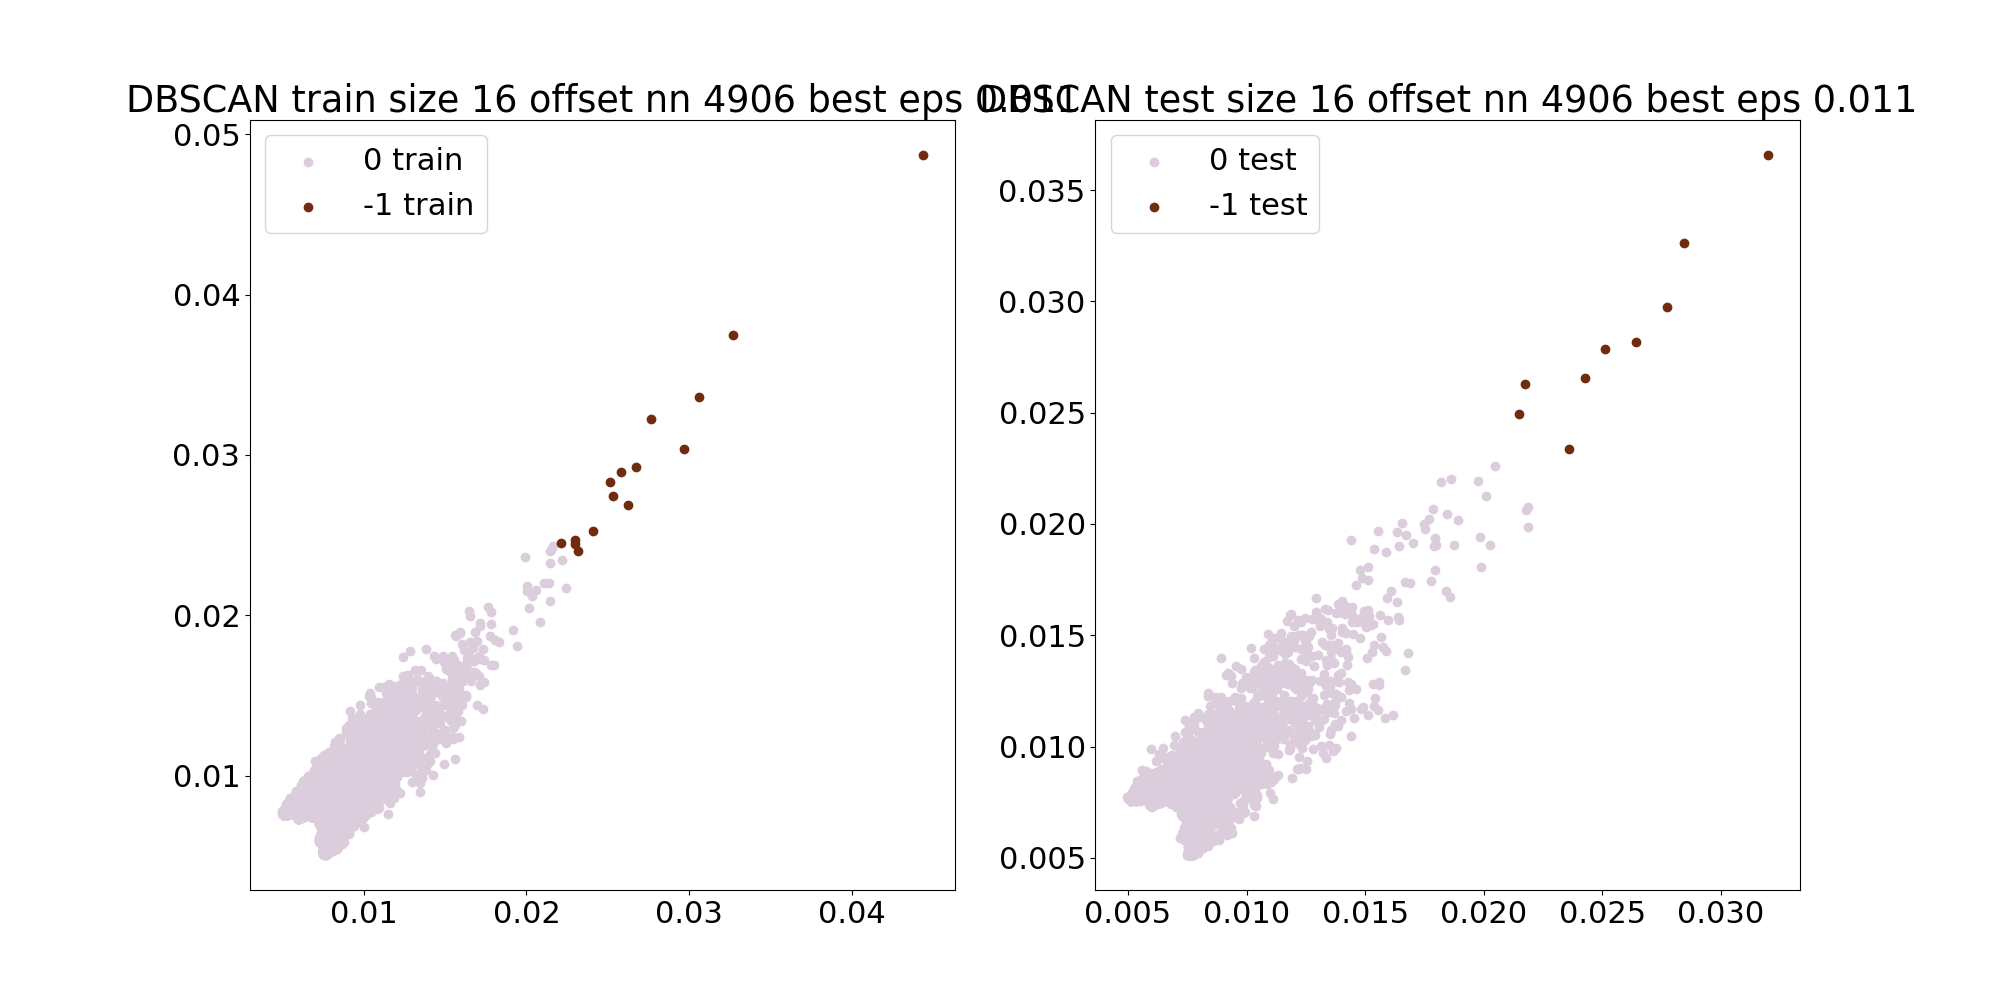 DBSCAN train size 16 offset nn 4906 best eps 0.011
0 train
-1 train
0.05
0.04
0.03
0.02
0.01
0.01 0.02 0.03 0.04
DBSCAN test size 16 offset nn 4906 best eps 0.011
0 test
-1 test
0.035
0.030
0.025
0.020
0.015
0.010
0.005
0.005 0.010 0.015 0.020 0.025 0.030